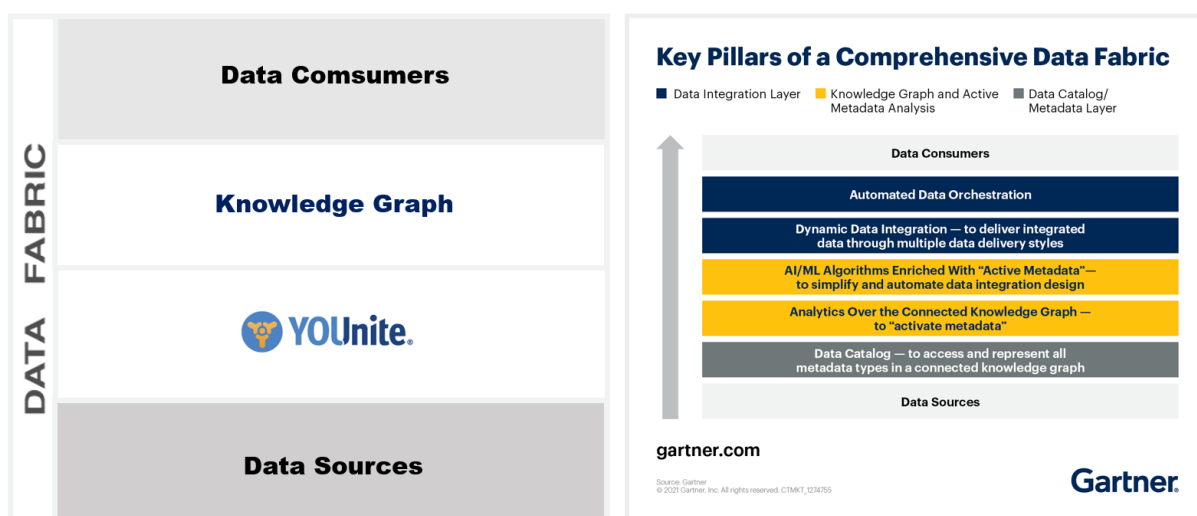 DATA FABRIC
Data Comsumers
Knowledge Graph
YOUnite®
Data Sources
Key Pillars of a Comprehensive Data Fabric
Data Integration Layer
Knowledge Graph and Active
Metadata Analysis
Data Catalog/
Metadata Layer
Data Consumers
Automated Data Orchestration
Dynamic Data Integration — to deliver integrated
data through multiple data delivery styles
AI/ML Algorithms Enriched With “Active Metadata”—
to simplify and automate data integration design
Analytics Over the Connected Knowledge Graph —
to “activate metadata”
Data Catalog — to access and represent all
metadata types in a connected knowledge graph
Data Sources
gartner.com
Source: Gartner
© 2021 Gartner, Inc. All rights reserved. CTMKT_1274755
Gartner®